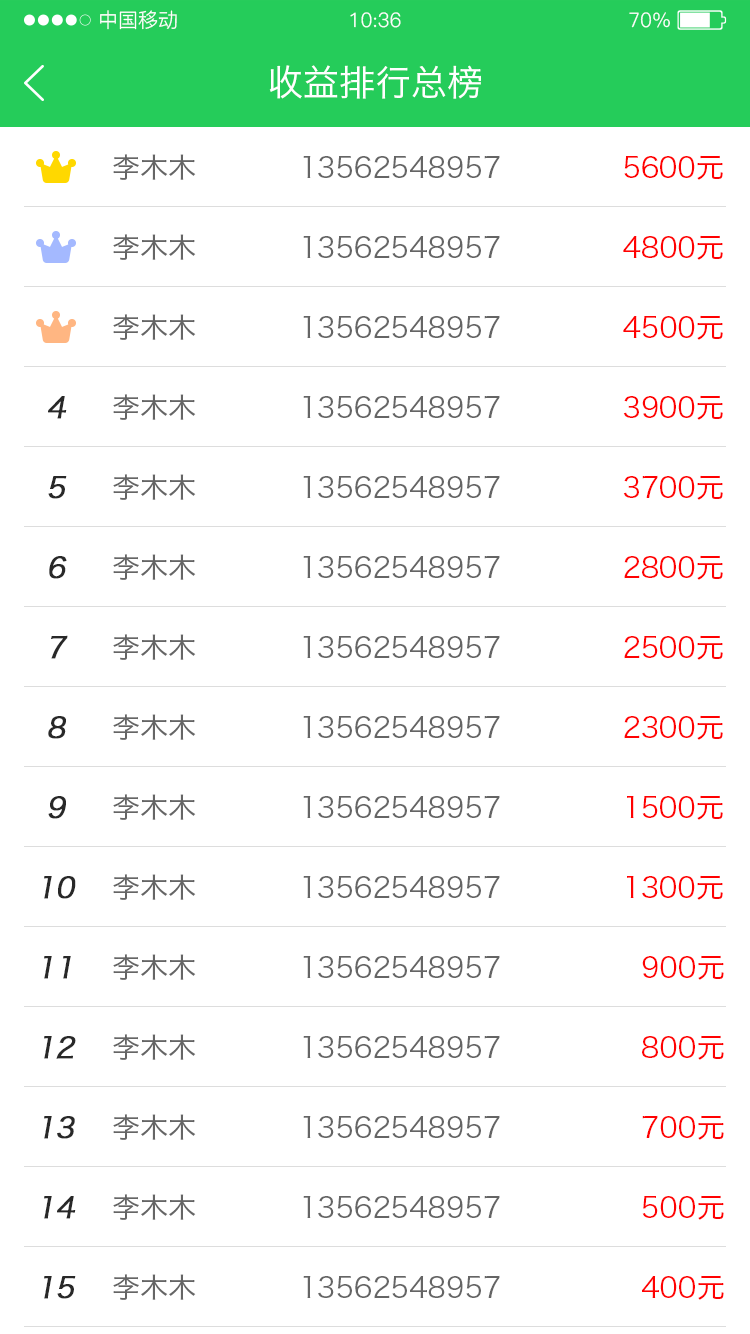 中国移动 10:36 70%
收益排行总榜
李木木 13562548957 5600元
李木木 13562548957 4800元
李木木 13562548957 4500元
4 李木木 13562548957 3900元
5 李木木 13562548957 3700元
6 李木木 13562548957 2800元
7 李木木 13562548957 2500元
8 李木木 13562548957 2300元
9 李木木 13562548957 1500元
10 李木木 13562548957 1300元
11 李木木 13562548957 900元
12 李木木 13562548957 800元
13 李木木 13562548957 700元
14 李木木 13562548957 500元
15 李木木 13562548957 400元